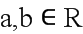 a,b ∈ R